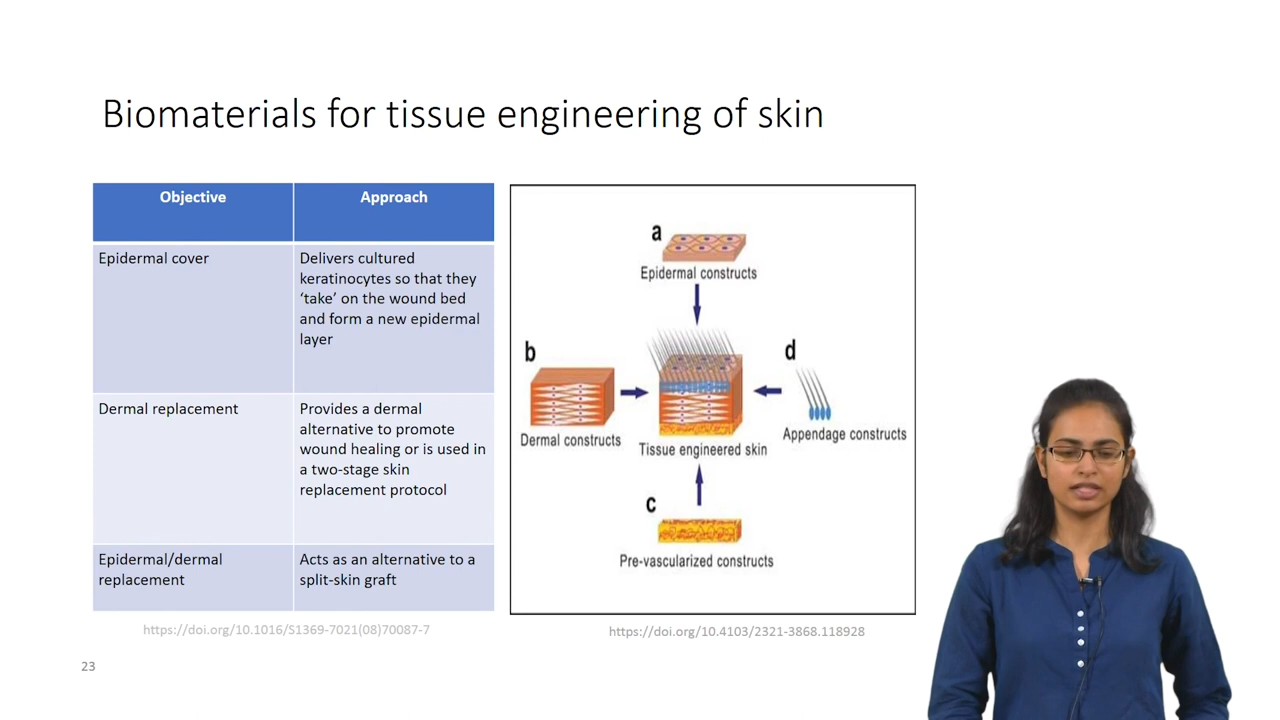 Biomaterials for tissue engineering of skin
Objective
Approach
Epidermal cover
Delivers cultured
keratinocytes so that they
‘take’ on the wound bed
and form a new epidermal
layer
Dermal replacement
Provides a dermal
alternative to promote
wound healing or is used in
a two-stage skin
replacement protocol
Epidermal/dermal
replacement
Acts as an alternative to a
split-skin graft
https://doi.org/10.1016/S1369-7021(08)70087-7
a
Epidermal constructs
b
Dermal constructs
Tissue engineered skin
d
Appendage constructs
c
Pre-vascularized constructs
https://doi.org/10.4103/2321-3868.118928
23